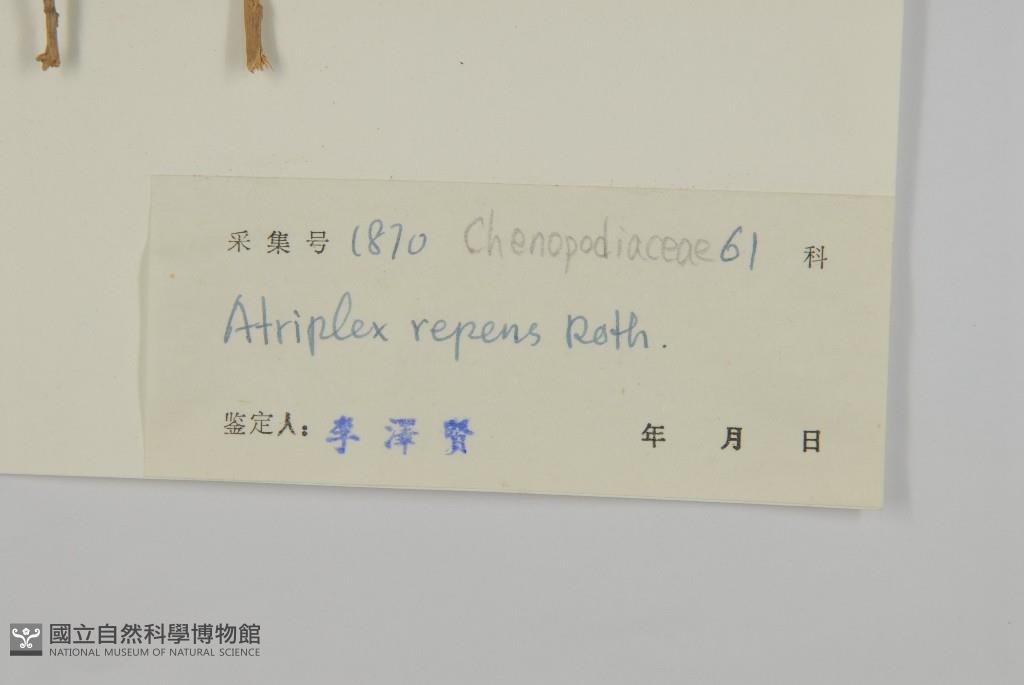 采集号 1870 Chenopodiaceae 61 科
Atriplex repens Roth.
鉴定人: 李澤賢 年 月 日
國立自然科學博物館
NATIONAL MUSEUM OF NATURAL SCIENCE